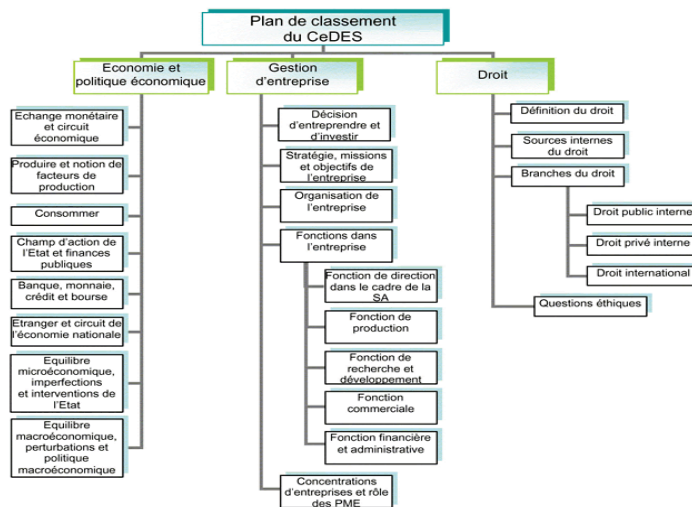 Plan de classement
du CeDES
Economie et
politique économique
Echange monétaire
et circuit
économique
Produire et notion de
facteurs de
production
Consommer
Champ d'action de
l'Etat et finances
publiques
Banque, monnaie,
crédit et bourse
Etranger et circuit de
l'économie nationale
Equilibre
microéconomique,
imperfections
et interventions de
l'Etat
Equilibre
macroéconomique,
perturbations et
politique
macroéconomique
Gestion
d'entreprise
Décision
d'entreprendre et
d'investir
Stratégie, missions
et objectifs de
l'entreprise
Organisation de
l'entreprise
Fonctions dans
l'entreprise
Fonction de direction
dans le cadre de la
SA
Fonction de
production
Fonction de
recherche et
développement
Fonction
commerciale
Fonction financière
et administrative
Concentrations
d'entreprises et rôle
des PME
Droit
Définition du droit
Sources internes
du droit
Branches du droit
Droit public interne
Droit privé interne
Droit international
Questions éthiques